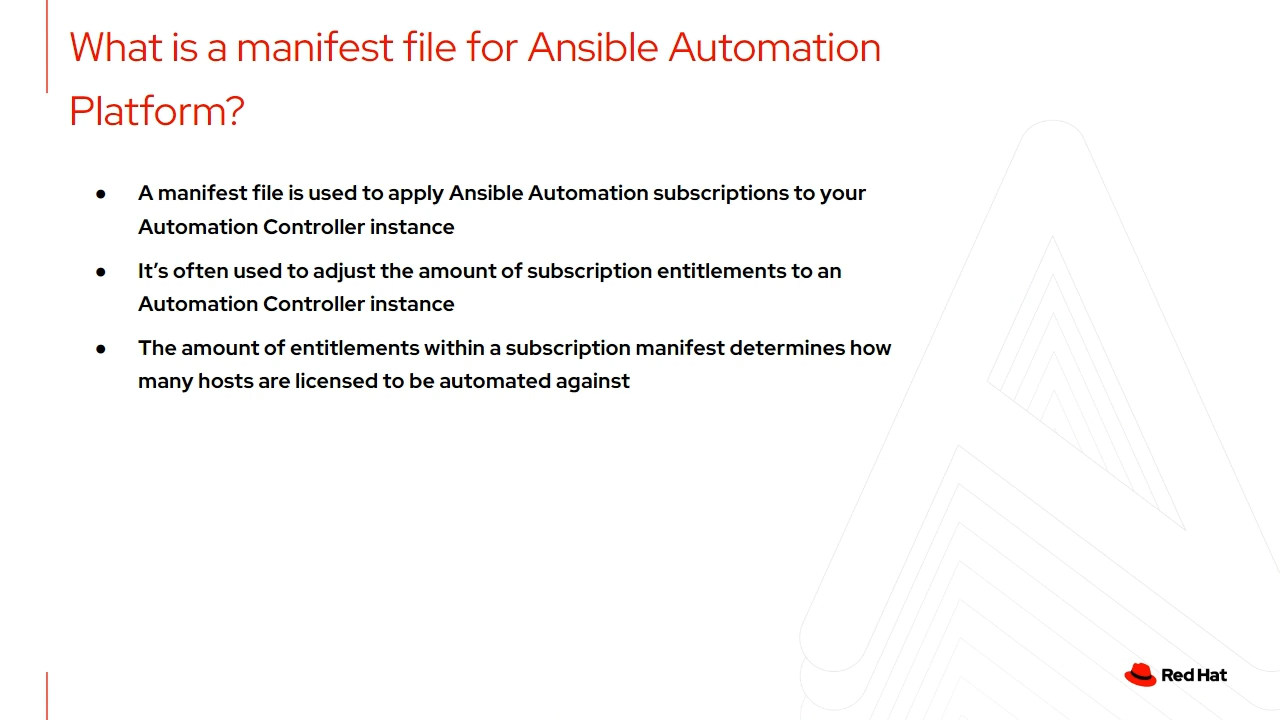 What is a manifest file for Ansible Automation
Platform?
● A manifest file is used to apply Ansible Automation subscriptions to your
Automation Controller instance
● It’s often used to adjust the amount of subscription entitlements to an
Automation Controller instance
● The amount of entitlements within a subscription manifest determines how
many hosts are licensed to be automated against
Red Hat